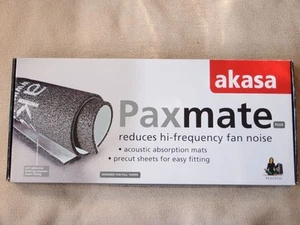 akasa
Paxmate
reduces hi-frequency fan noise
• acoustic absorption mats
• precut sheets for easy fitting